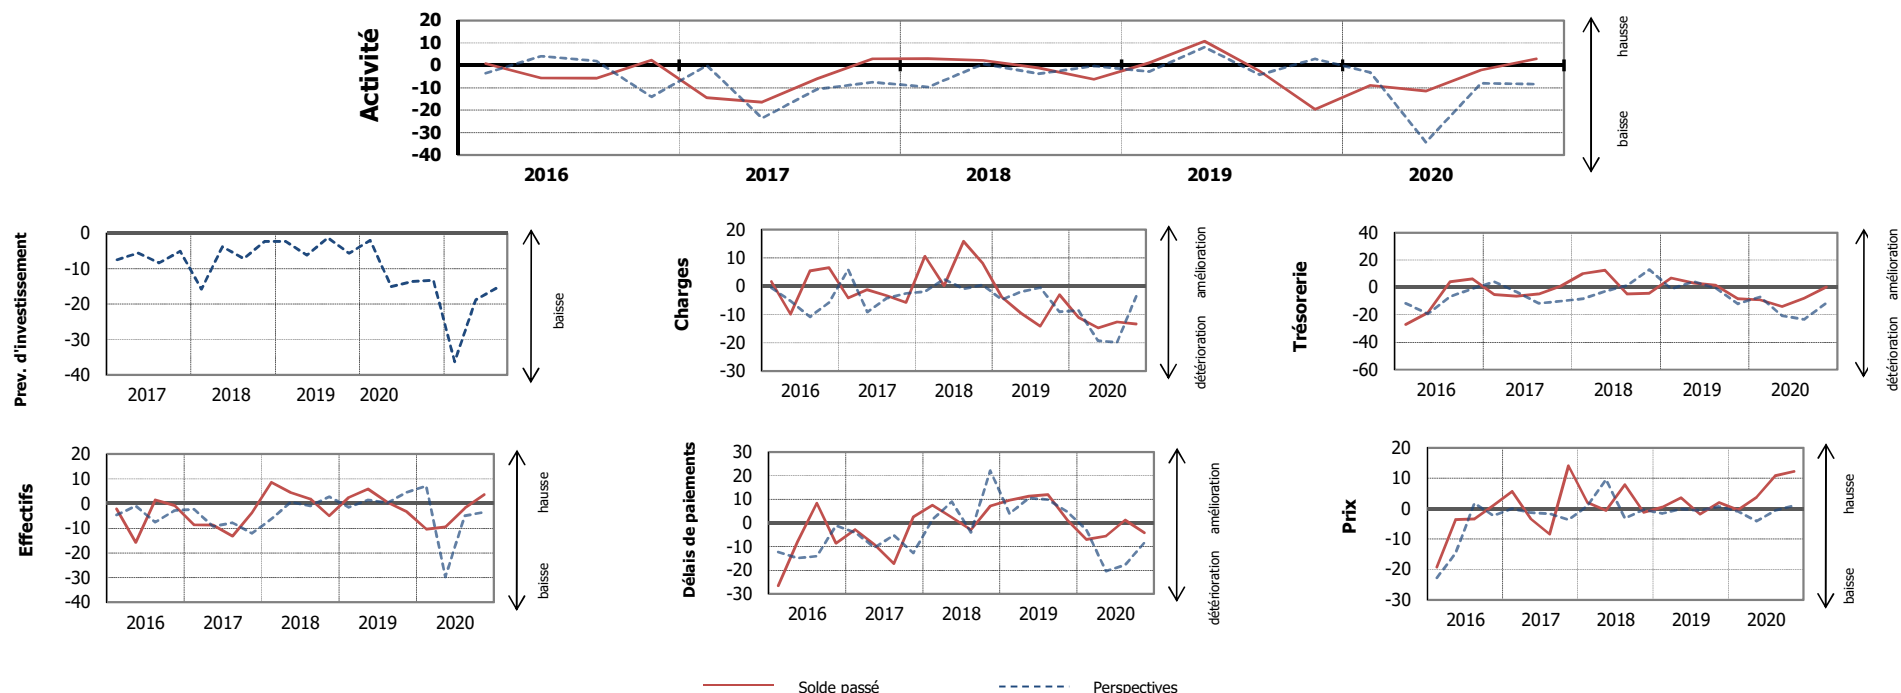 Activité
20
10
0
-10
-20
-30
-40
2016 2017 2018 2019 2020
hausse
baisse
Prev. d'investissement
0
-10
-20
-30
-40
2017 2018 2019 2020
baisse
Charges
20
10
0
-10
-20
-30
2016 2017 2018 2019 2020
amélioration
détérioration
Trésorerie
40
20
0
-20
-40
-60
2016 2017 2018 2019 2020
amélioration
détérioration
Effectifs
20
10
0
-10
-20
-30
-40
2016 2017 2018 2019 2020
hausse
baisse
Délais de paiements
30
20
10
0
-10
-20
-30
2016 2017 2018 2019 2020
amélioration
détérioration
Prix
20
10
0
-10
-20
-30
2016 2017 2018 2019 2020
hausse
baisse
Solde passé Perspectives